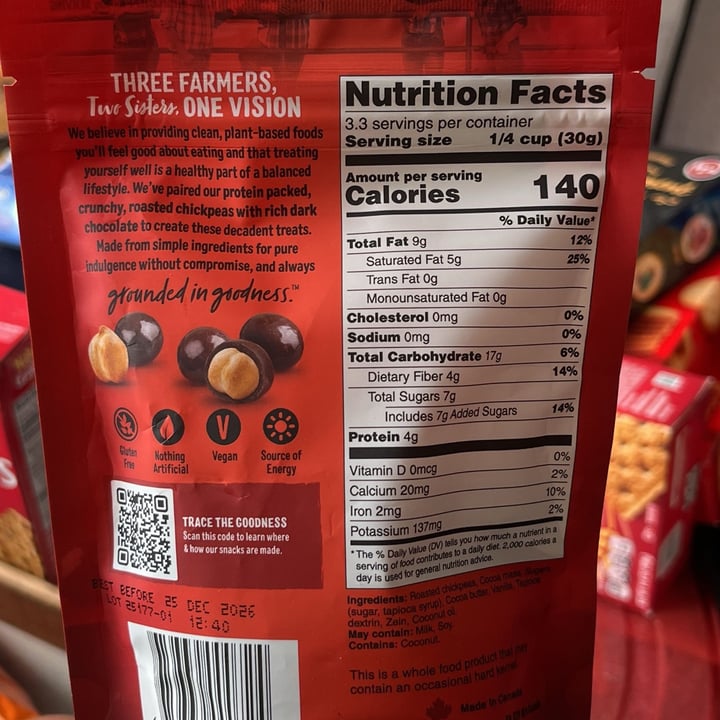 THREE FARMERS,
Two Sisters, ONE VISION
We believe in providing clean, plant-based foods
you'll feel good about eating and that treating
yourself well is a healthy part of a balanced
lifestyle. We've paired our protein packed,
crunchy, roasted chickpeas with rich dark
chocolate to create these decadent treats.
Made from simple ingredients for pure
indulgence without compromise, and always
grounded in goodness.™
Gluten
Free
Nothing
Artificial
Vegan
Source of
Energy
TRACE THE GOODNESS
Scan this code to learn where
& how our snacks are made.
BEST BEFORE 25 DEC 2026
LOT 25177-01 12:40
Nutrition Facts
3.3 servings per container
Serving size 1/4 cup (30g)
Amount per serving
Calories 140
% Daily Value*
Total Fat 9g 12%
Saturated Fat 5g 25%
Trans Fat 0g
Monounsaturated Fat 0g
Cholesterol 0mg 0%
Sodium 0mg 0%
Total Carbohydrate 17g 6%
Dietary Fiber 4g 14%
Total Sugars 7g
Includes 7g Added Sugars 14%
Protein 4g
Vitamin D 0mcg 0%
Calcium 20mg 2%
Iron 2mg 10%
Potassium 137mg 2%
*The % Daily Value (DV) tells you how much a nutrient in a
serving of food contributes to a daily diet. 2,000 calories a
day is used for general nutrition advice.
Ingredients: Roasted chickpeas, Cocoa mass, Sugars
(sugar, tapioca syrup), Cocoa butter, Vanilla, Tapioca
dextrin, Zein, Coconut oil.
May contain: Milk, Soy.
Contains: Coconut.
This is a whole food product that may
contain an occasional hard kernel.
Made in Canada